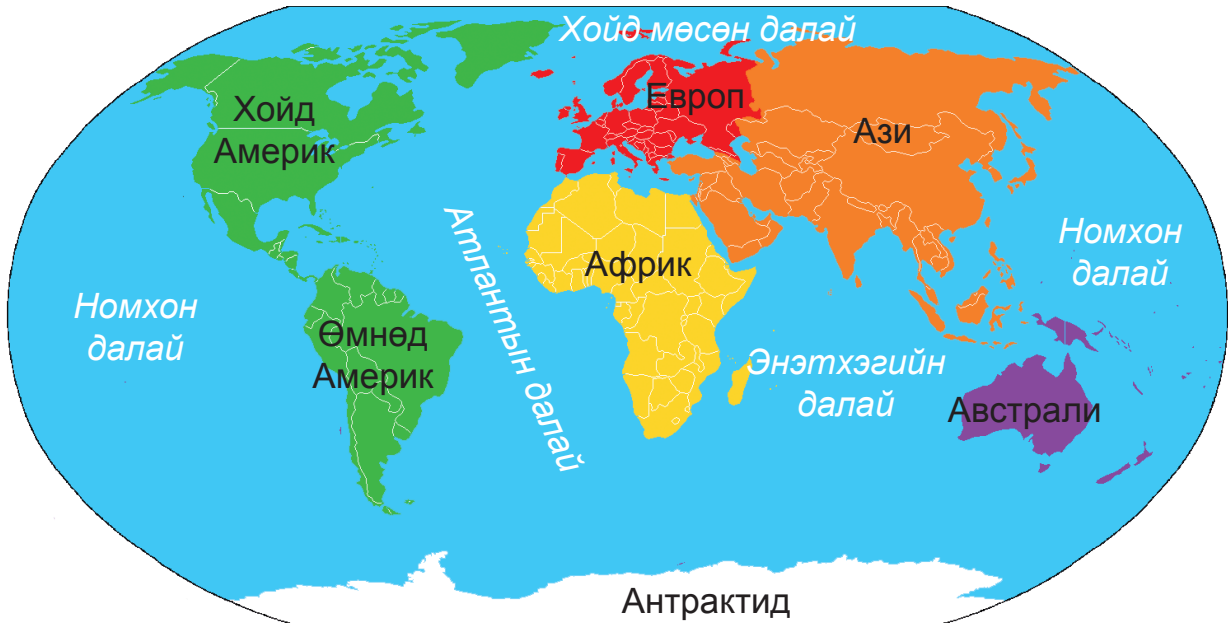 Хойд мөсөн далай
Хойд
Америк
Европ
Ази
Атлантын далай
Африк
Номхон
далай
Номхон
далай
Өмнөд
Америк
Энэтхэгийн
далай
Австрали
Антрактид